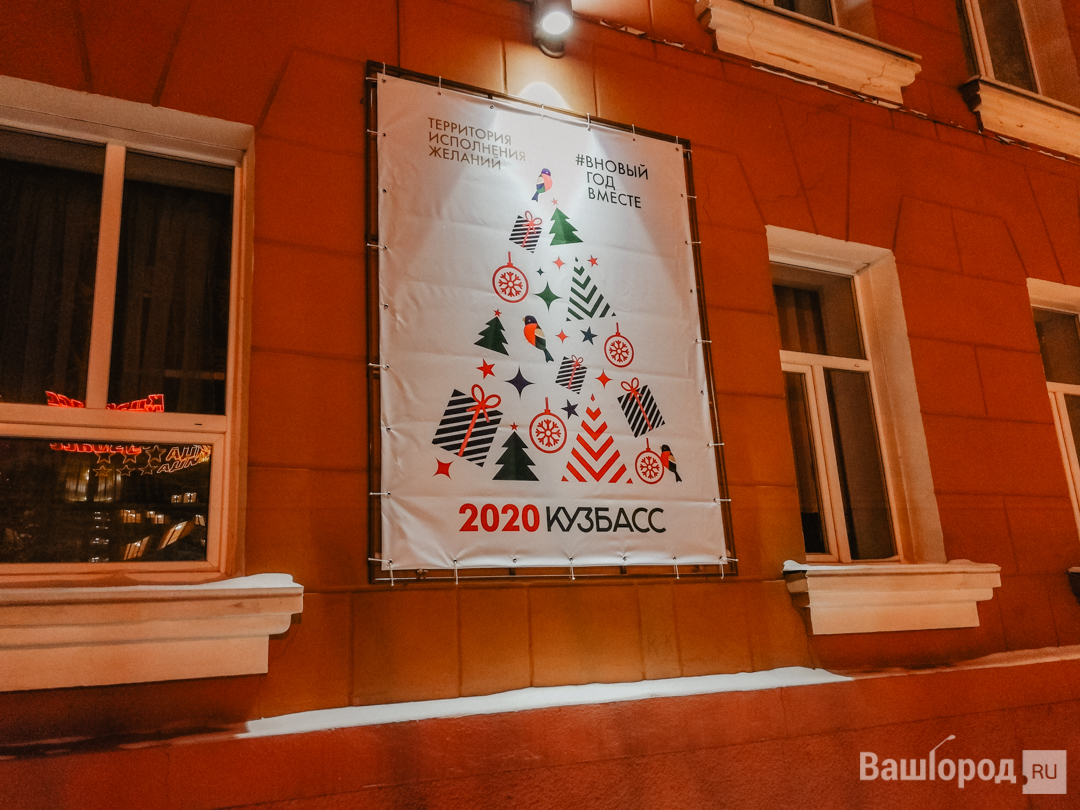 ТЕРРИТОРИЯ
ИСПОЛНЕНИЯ
ЖЕЛАНИЙ
#ВНОВЫЙ
ГОД
ВМЕСТЕ
2020 КУЗБАСС
ВашГород.RU